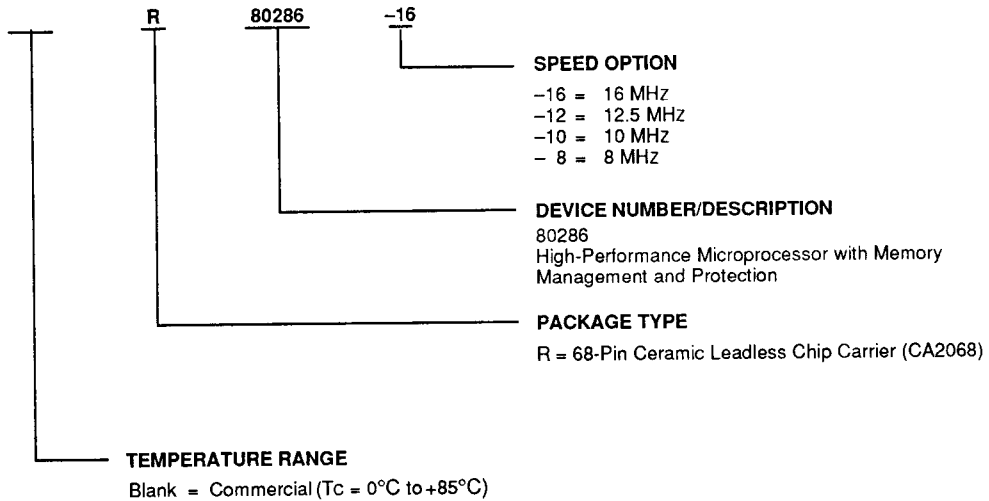 R 80286 –16
SPEED OPTION
–16 = 16 MHz
–12 = 12.5 MHz
–10 = 10 MHz
– 8 = 8 MHz
DEVICE NUMBER/DESCRIPTION
80286
High-Performance Microprocessor with Memory
Management and Protection
PACKAGE TYPE
R = 68-Pin Ceramic Leadless Chip Carrier (CA2068)
TEMPERATURE RANGE
Blank = Commercial (Tc = 0°C to +85°C)